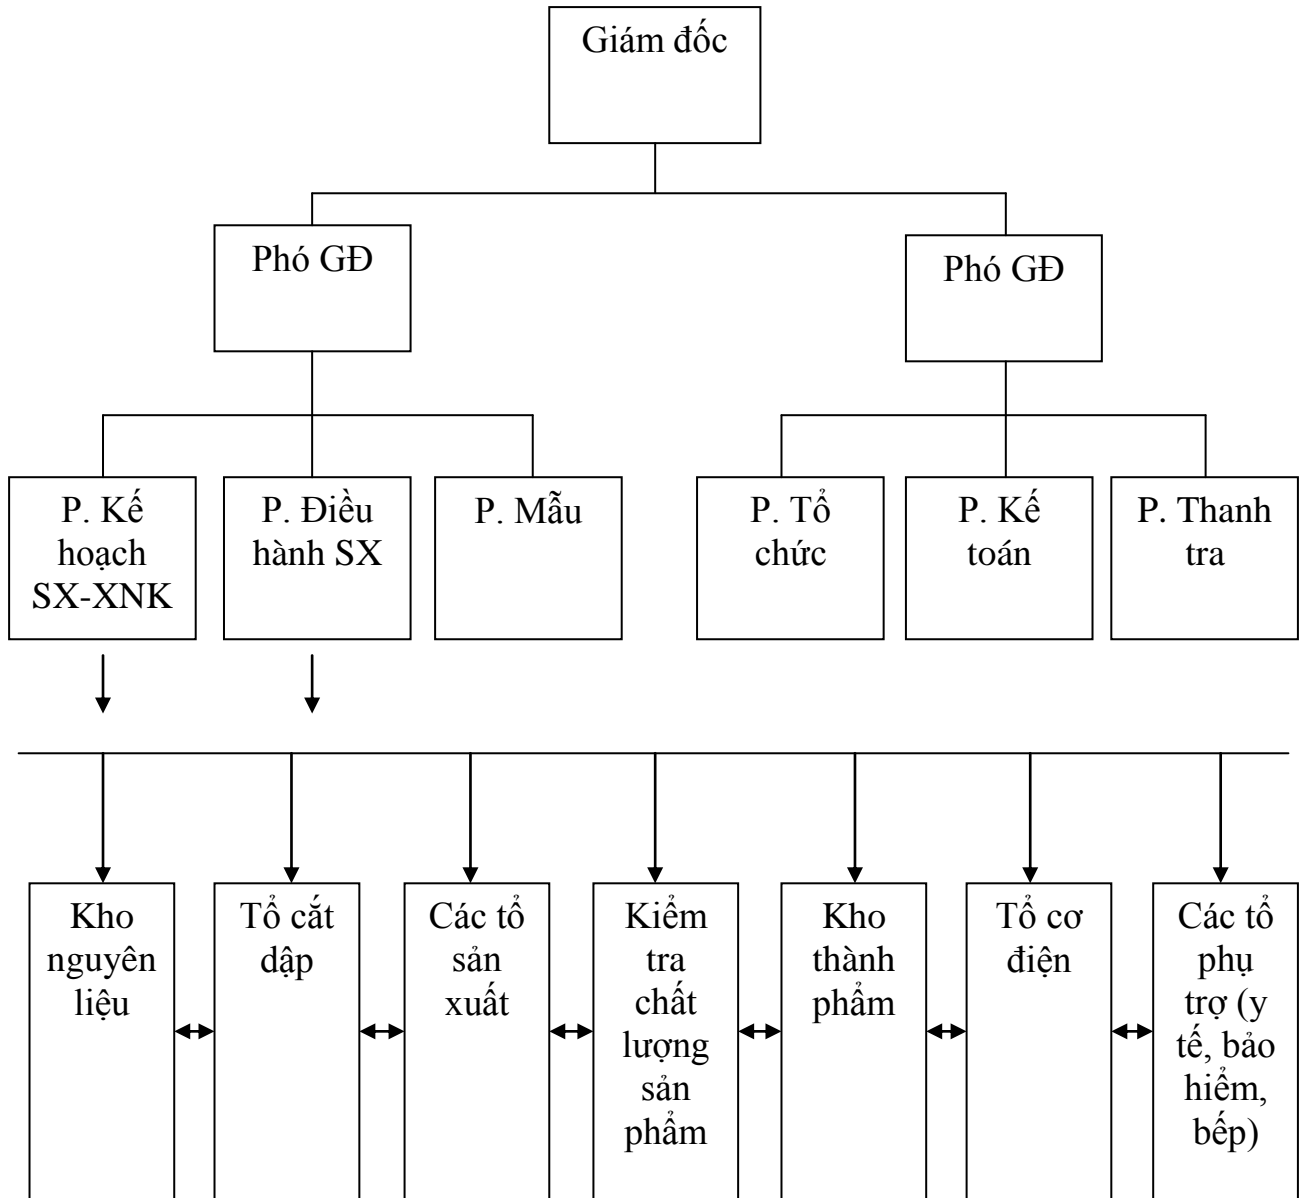 Giám đốc
Phó GĐ
Phó GĐ
P. Kế
hoạch
SX-XNK
P. Điều
hành SX
P. Mẫu
P. Tổ
chức
P. Kế
toán
P. Thanh
tra
Kho
nguyên
liệu
Tổ cắt
dập
Các tổ
sản
xuất
Kiểm
tra
chất
lượng
sản
phẩm
Kho
thành
phẩm
Tổ cơ
điện
Các tổ
phụ
trợ (y
tế, bảo
hiểm,
bếp)